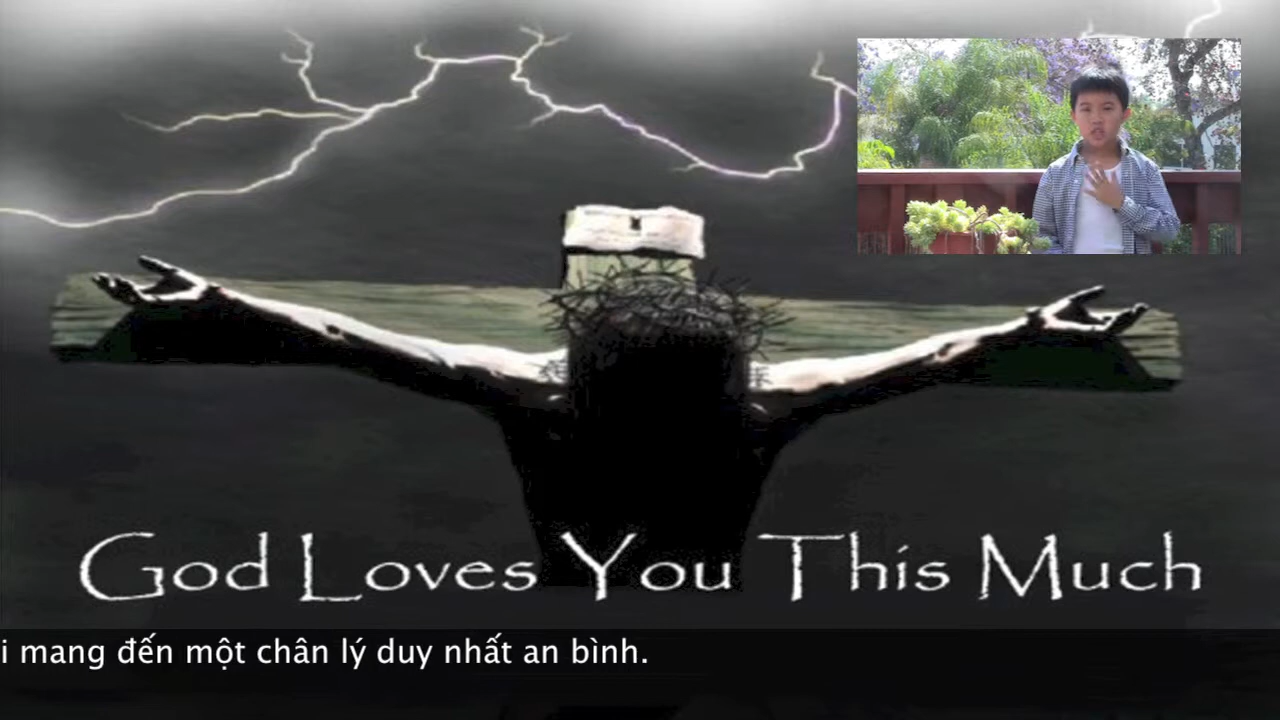 God Loves You This Much
i mang đến một chân lý duy nhất an bình.